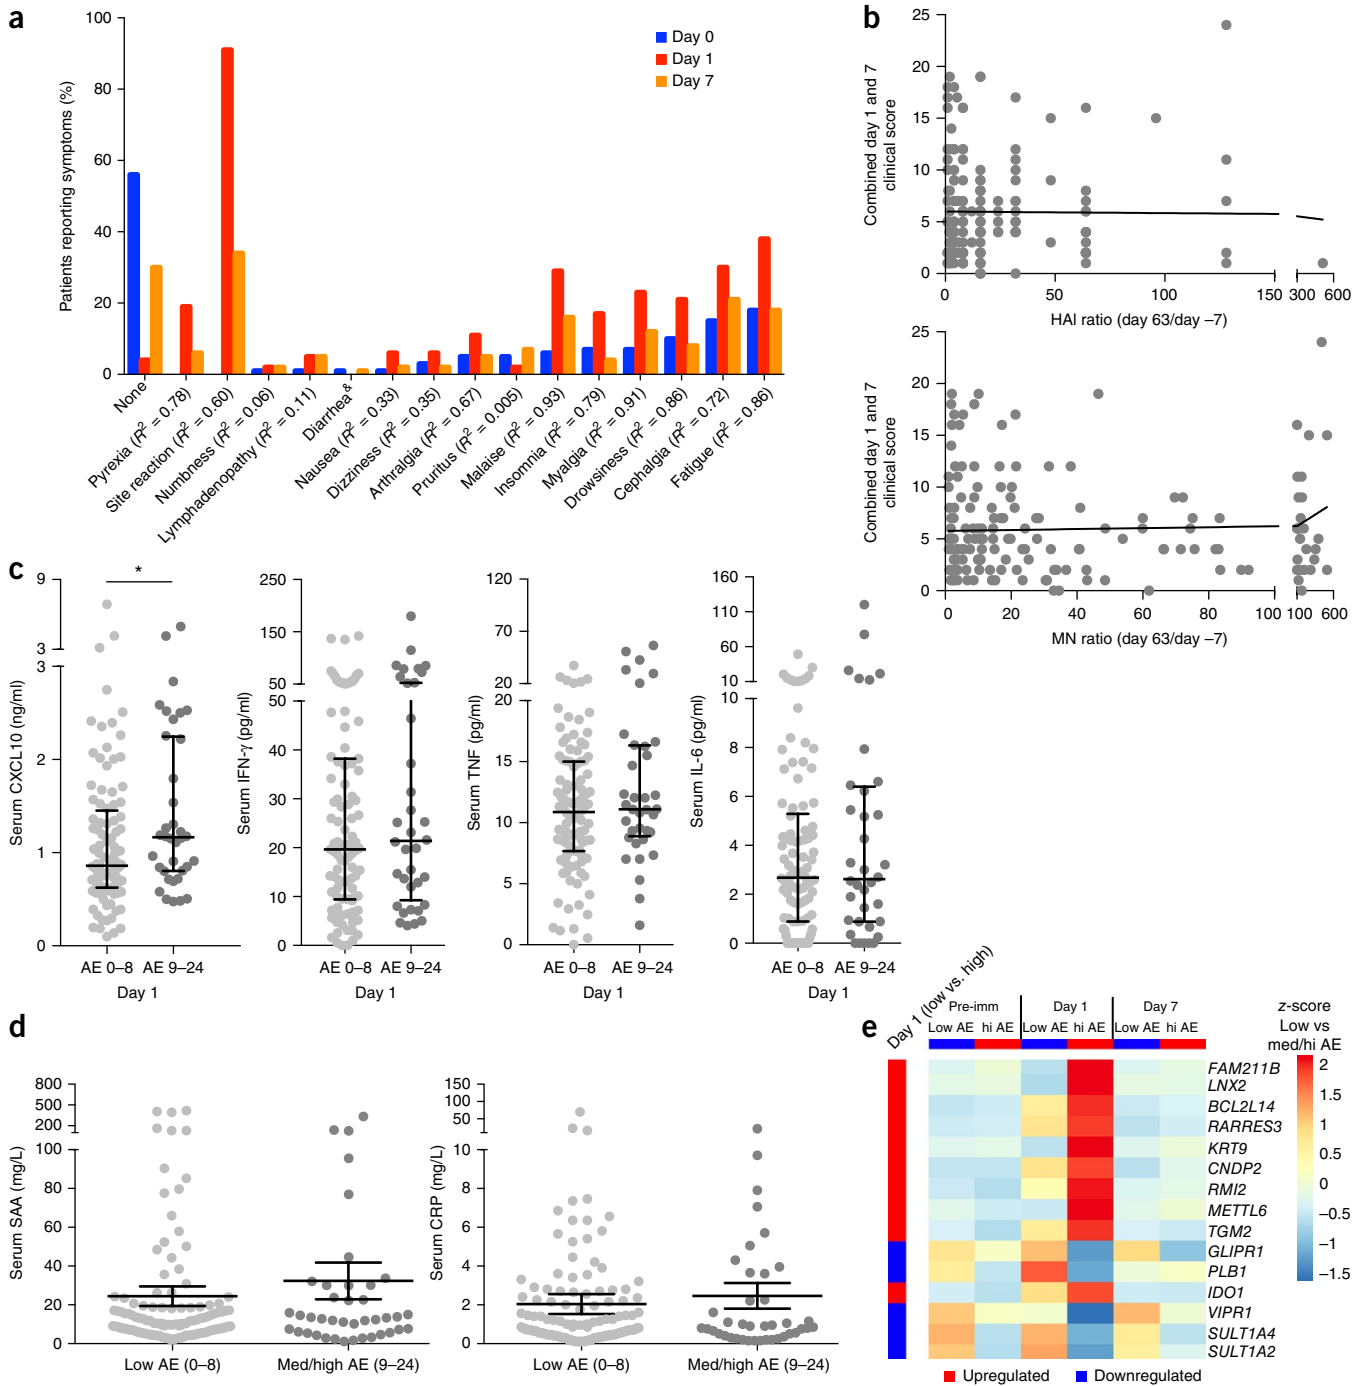 a
Patients reporting symptoms (%)
100
80
60
40
20
0
Day 0
Day 1
Day 7
None
Pyrexia (R² = 0.78)
Site reaction (R² = 0.60)
Numbness (R² = 0.06)
Lymphadenopathy (R² = 0.11)
Diarrhea&
Nausea (R² = 0.33)
Dizziness (R² = 0.35)
Arthralgia (R² = 0.67)
Pruritus (R² = 0.005)
Malaise (R² = 0.93)
Insomnia (R² = 0.79)
Myalgia (R² = 0.91)
Drowsiness (R² = 0.86)
Cephalgia (R² = 0.72)
Fatigue (R² = 0.86)
b
Combined day 1 and 7
clinical score
25
20
15
10
5
0
0 50 100 150 300 600
HAI ratio (day 63/day –7)
Combined day 1 and 7
clinical score
25
20
15
10
5
0
0 20 40 60 80 100 100 600
MN ratio (day 63/day –7)
c
Serum CXCL10 (ng/ml)
9
3
3
2
1
0
*
AE 0–8 AE 9–24
Day 1
Serum IFN-γ (pg/ml)
250
150
50
50
40
30
20
10
0
AE 0–8 AE 9–24
Day 1
Serum TNF (pg/ml)
120
70
20
20
15
10
5
0
AE 0–8 AE 9–24
Day 1
Serum IL-6 (pg/ml)
160
110
60
10
10
8
6
4
2
0
AE 0–8 AE 9–24
Day 1
d
Serum SAA (mg/L)
800
500
200
100
80
60
40
20
0
Low AE (0–8) Med/high AE (9–24)
Serum CRP (mg/L)
150
100
50
10
8
6
4
2
0
Low AE (0–8) Med/high AE (9–24)
e
Day 1 (low vs. high)
Pre-imm Day 1 Day 7
Low AE hi AE Low AE hi AE Low AE hi AE
z-score
Low vs
med/hi AE
FAM211B
LNX2
BCL2L14
RARRES3
KRT9
CNDP2
RMI2
METTL6
TGM2
GLIPR1
PLB1
IDO1
VIPR1
SULT1A4
SULT1A2
2
1.5
1
0.5
0
–0.5
–1
–1.5
Upregulated Downregulated